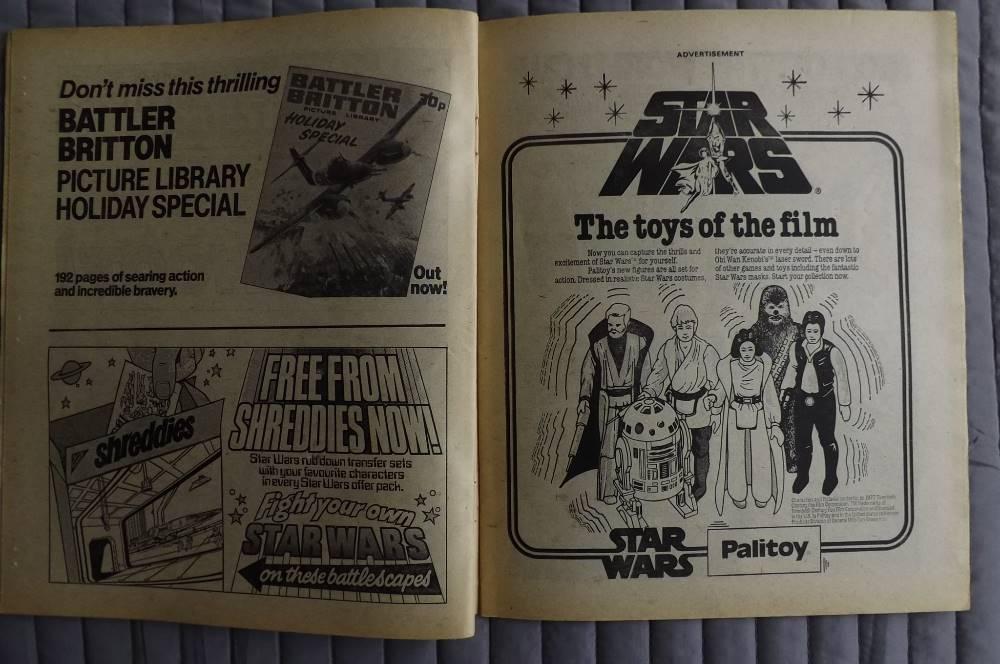 Don't miss this thrilling
BATTLER
BRITTON
PICTURE LIBRARY
HOLIDAY SPECIAL
192 pages of searing action
and incredible bravery.
BATTLER
BRITTON
PICTURE LIBRARY
HOLIDAY
SPECIAL
Out
now!
shreddies
FREE FROM
SHREDDIES NOW!
Star Wars rub down transfer sets
with your favourite characters
in every Star Wars offer pack.
Fight your own
STAR WARS
on these battlescapes
ADVERTISEMENT
STAR
WARS®
The toys of the film
Now you can capture the thrills and
excitement of Star Wars™ for yourself.
Palitoy's new figures are all set for
action. Dressed in realistic Star Wars costumes,
they're accurate in every detail – even down to
Obi Wan Kenobi's™ laser sword. There are lots
of other games and toys including the fantastic
Star Wars masks. Start your collection now.
STAR
WARS
Palitoy